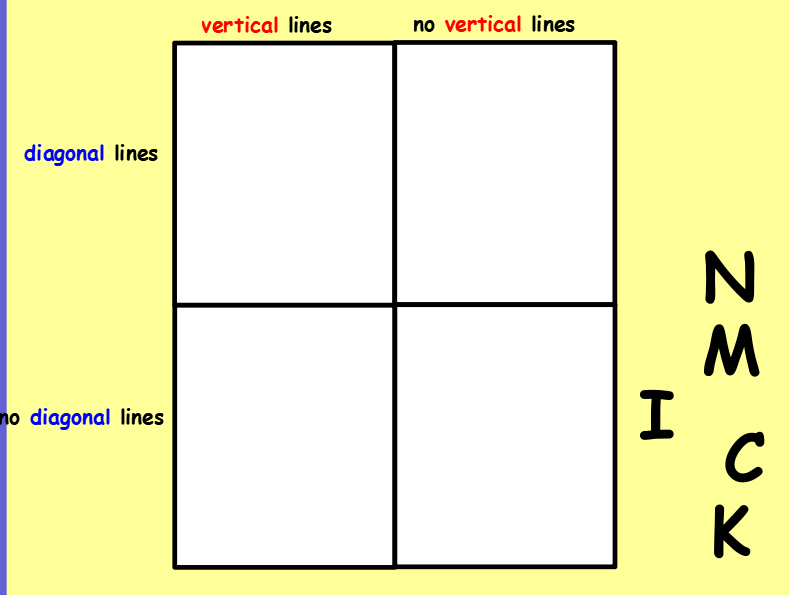 vertical lines
no vertical lines
diagonal lines
no diagonal lines
N
M
I
C
K